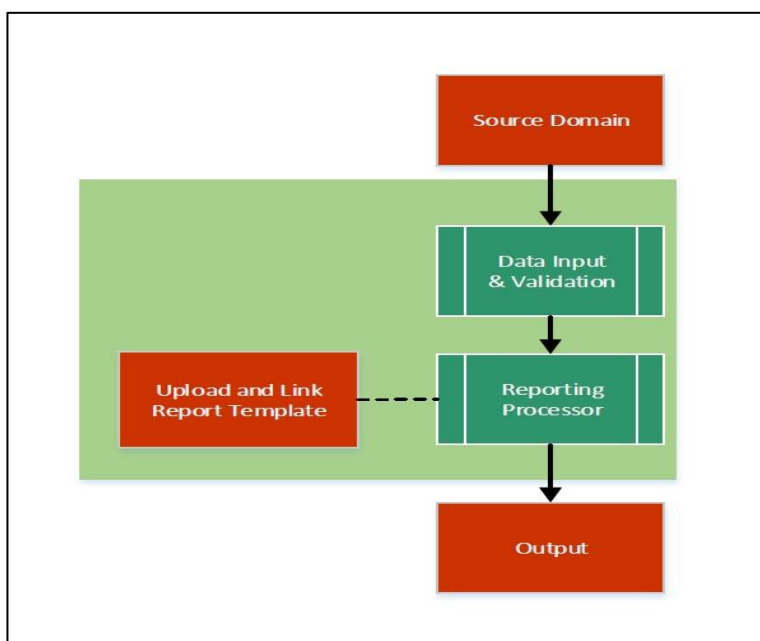 Source Domain
Data Input
& Validation
Upload and Link
Report Template
Reporting
Processor
Output